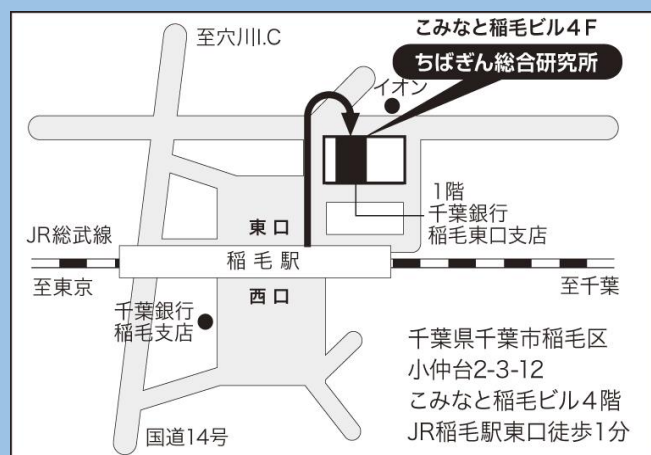 至穴川I.C
こみなと稲毛ビル4F
ちばぎん総合研究所
イオン
1階
千葉銀行
稲毛東口支店
東口
JR総武線
稲毛駅
至東京
至千葉
西口
千葉銀行
稲毛支店
国道14号
千葉県千葉市稲毛区
小仲台2-3-12
こみなと稲毛ビル4階
JR稲毛駅東口徒歩1分